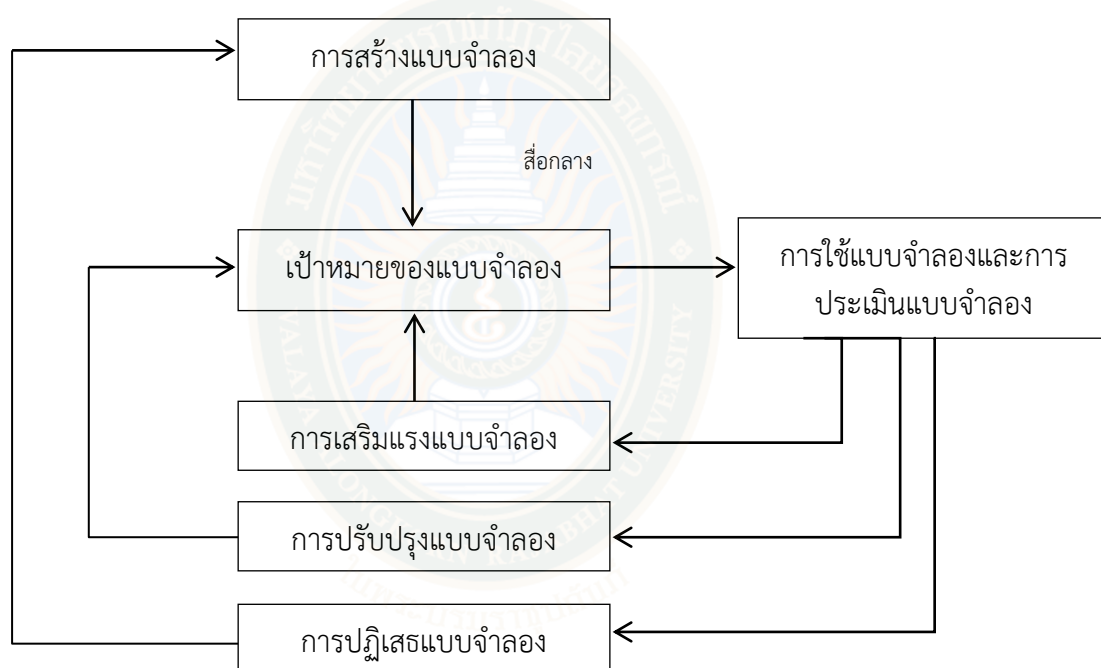 การสร้างแบบจำลอง
สื่อกลาง
เป้าหมายของแบบจำลอง
การใช้แบบจำลองและการ
ประเมินแบบจำลอง
การเสริมแรงแบบจำลอง
การปรับปรุงแบบจำลอง
การปฏิเสธแบบจำลอง